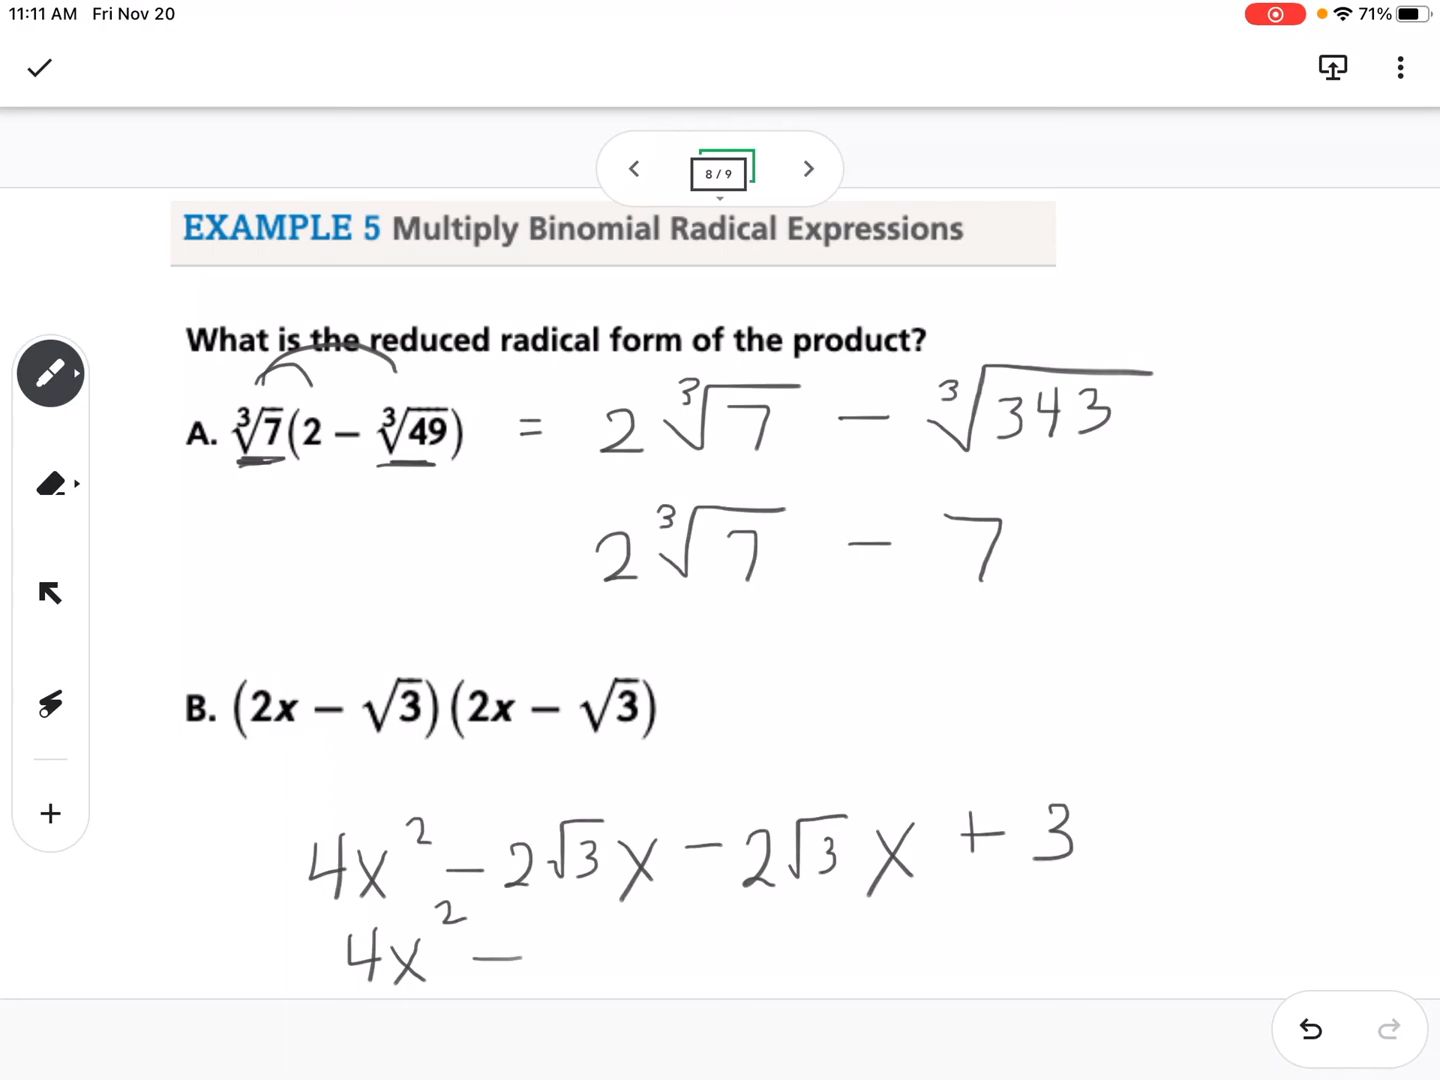 11:11 AM Fri Nov 20
71%
8 / 9
EXAMPLE 5 Multiply Binomial Radical Expressions
What is the reduced radical form of the product?
A. ∛7(2 – ∛49) = 2∛7 – ∛343
2∛7 – 7
B. (2x – √3)(2x – √3)
4x² – 2√3x – 2√3x + 3
4x² –